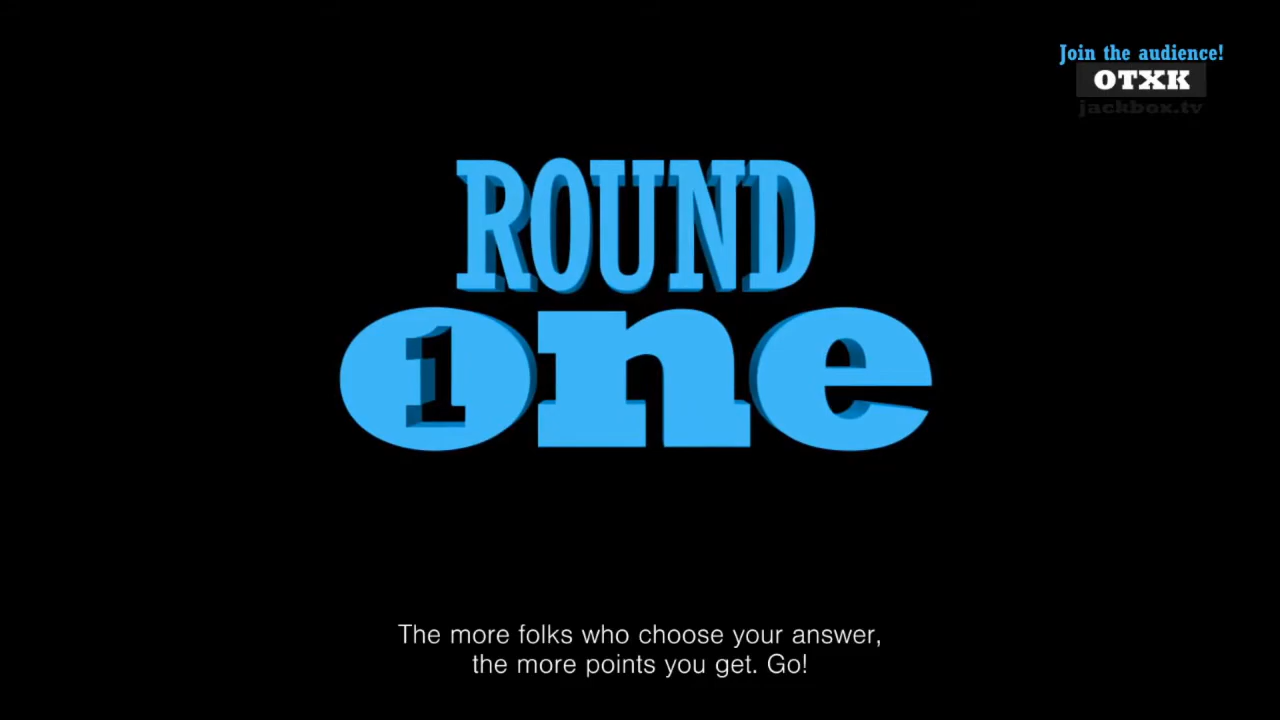 Join the audience!
OTXK
jackbox.tv
ROUND
One
1
The more folks who choose your answer,
the more points you get. Go!